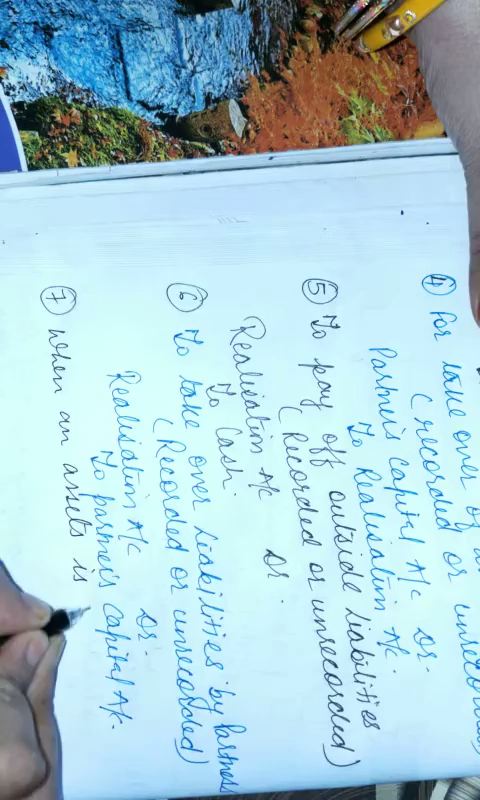 ④ For take over of
(recorded or unrecorded)
Partner's capital A/c Dr.
To Realisation A/c
⑤ To pay off outside liabilities
(Recorded or unrecorded)
Realisation A/c Dr.
To Cash.
⑥ To take over liabilities by Partners
(Recorded or unrecorded)
Realisation A/c Dr.
To partner's capital A/c.
⑦ When an assets is